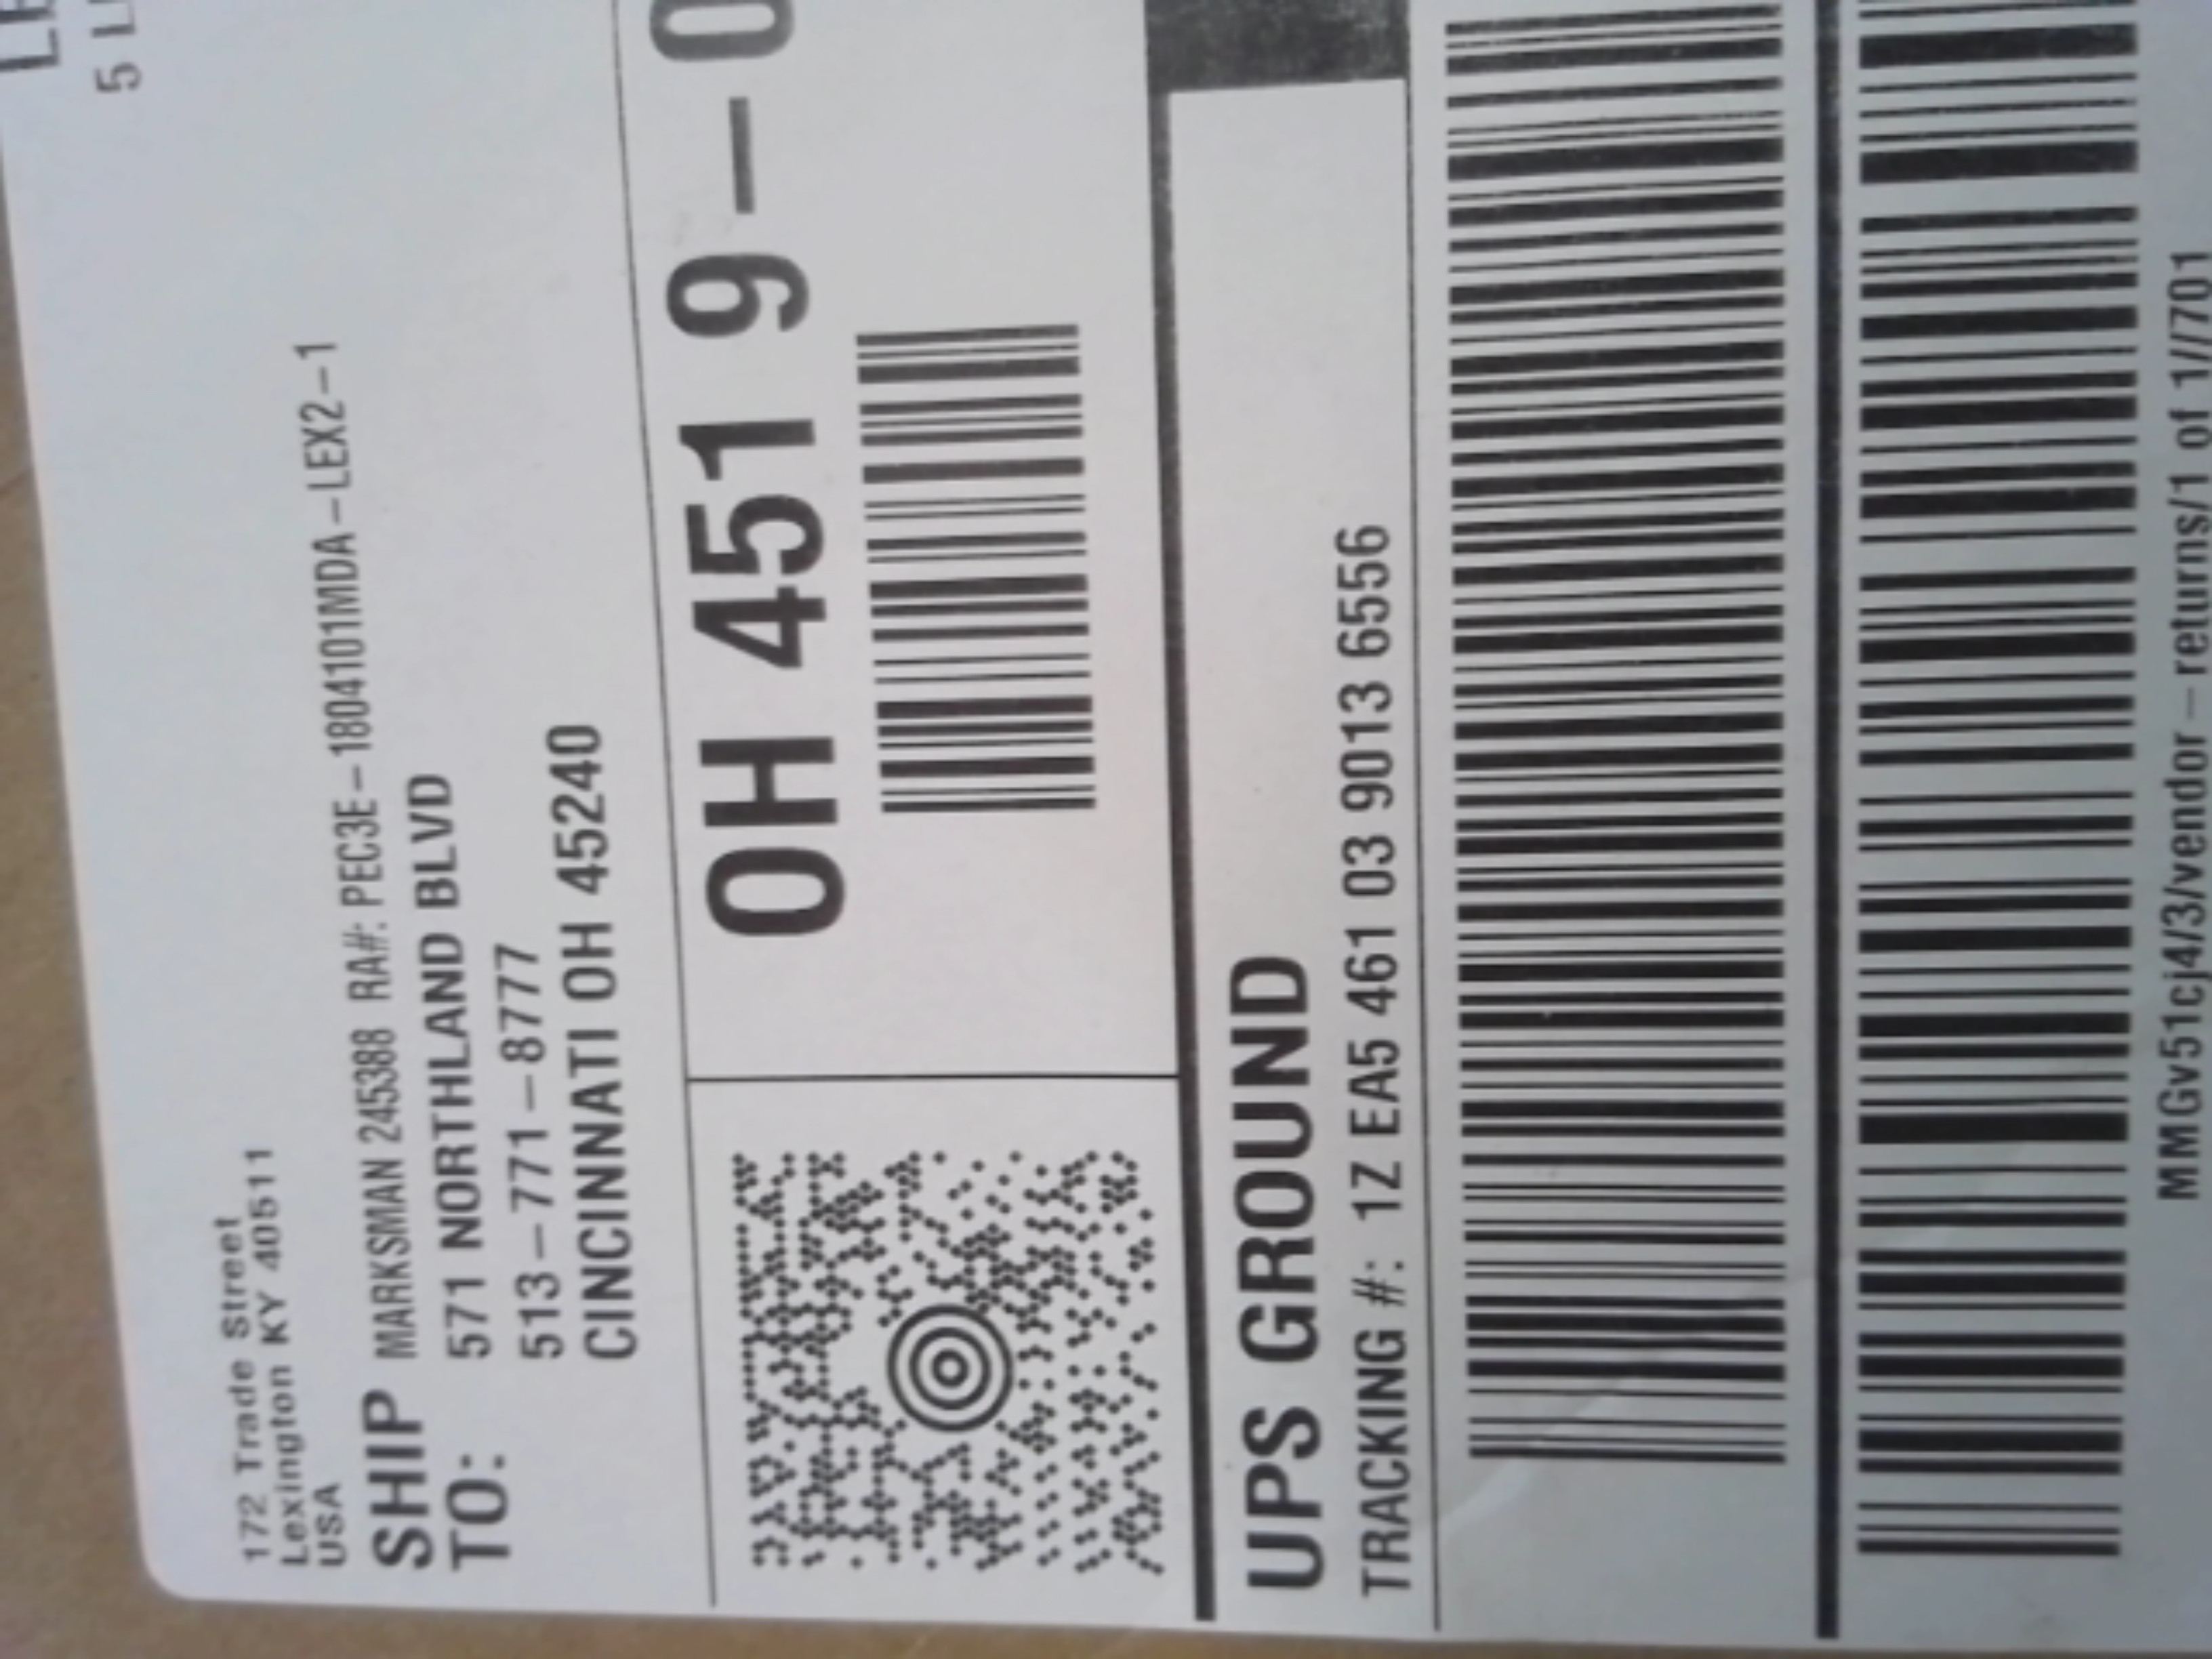 5
172 Trade Street
Lexington KY 40511
USA
SHIP TO:
MARKSMAN 245388 RA#: PEC3E-1804101MDA-LEX2-1
571 NORTHLAND BLVD
513-771-8777
CINCINNATI OH 45240
OH 451 9-0
UPS GROUND
TRACKING #: 1Z EA5 461 03 9013 6556
MMGv51cj4/3/vendor-returns/1 of 1//701